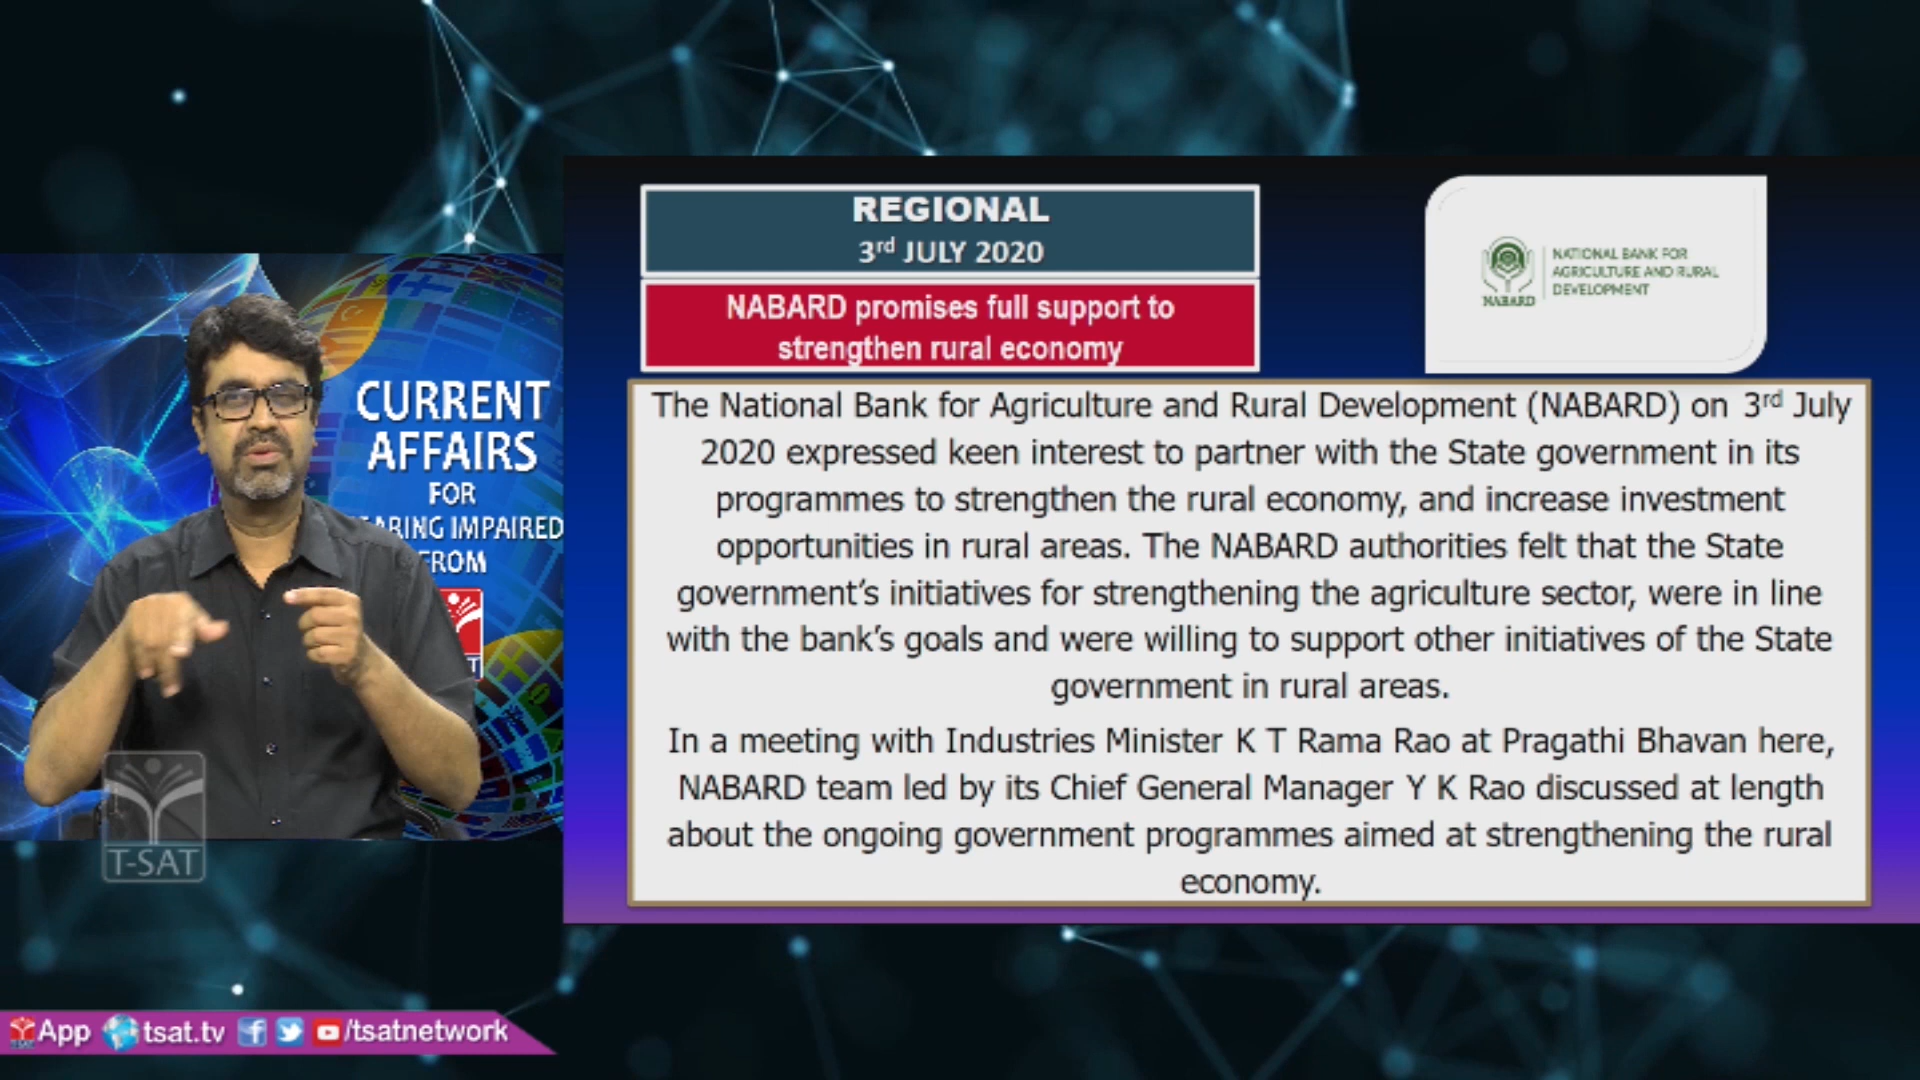 REGIONAL
3rd JULY 2020
NABARD promises full support to
strengthen rural economy
NABARD
NATIONAL BANK FOR
AGRICULTURE AND RURAL
DEVELOPMENT
CURRENT
AFFAIRS
FOR
ARING IMPAIRED
FROM
The National Bank for Agriculture and Rural Development (NABARD) on 3rd July
2020 expressed keen interest to partner with the State government in its
programmes to strengthen the rural economy, and increase investment
opportunities in rural areas. The NABARD authorities felt that the State
government’s initiatives for strengthening the agriculture sector, were in line
with the bank’s goals and were willing to support other initiatives of the State
government in rural areas.
In a meeting with Industries Minister K T Rama Rao at Pragathi Bhavan here,
NABARD team led by its Chief General Manager Y K Rao discussed at length
about the ongoing government programmes aimed at strengthening the rural
economy.
T-SAT
App tsat.tv /tsatnetwork